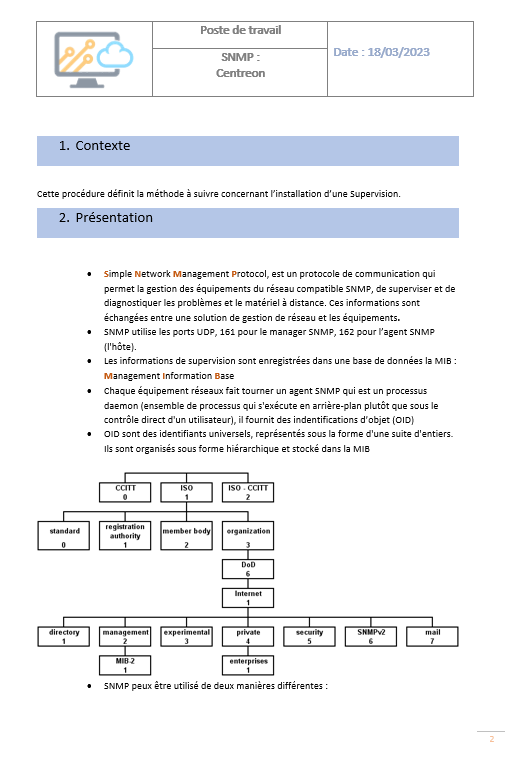 Poste de travail
SNMP :
Centreon
Date : 18/03/2023
1. Contexte
Cette procédure définit la méthode à suivre concernant l'installation d'une Supervision.
2. Présentation
• Simple Network Management Protocol, est un protocole de communication qui
permet la gestion des équipements du réseau compatible SNMP, de superviser et de
diagnostiquer les problèmes et le matériel à distance. Ces informations sont
échangées entre une solution de gestion de réseau et les équipements.
• SNMP utilise les ports UDP, 161 pour le manager SNMP, 162 pour l'agent SNMP
(l'hôte).
• Les informations de supervision sont enregistrées dans une base de données la MIB :
Management Information Base
• Chaque équipement réseaux fait tourner un agent SNMP qui est un processus
daemon (ensemble de processus qui s'exécute en arrière-plan plutôt que sous le
contrôle direct d'un utilisateur), il fournit des indentifications d'objet (OID)
• OID sont des identifiants universels, représentés sous la forme d'une suite d'entiers.
Ils sont organisés sous forme hiérarchique et stocké dans la MIB
CCITT ISO ISO - CCITT
0 1 2
standard registration authority member body organization
0 1 2 3
DoD
6
Internet
1
directory management experimental private security SNMPv2 mail
1 2 3 4 5 6 7
MIB-2 enterprises
1 1
• SNMP peux être utilisé de deux manières différentes :
2